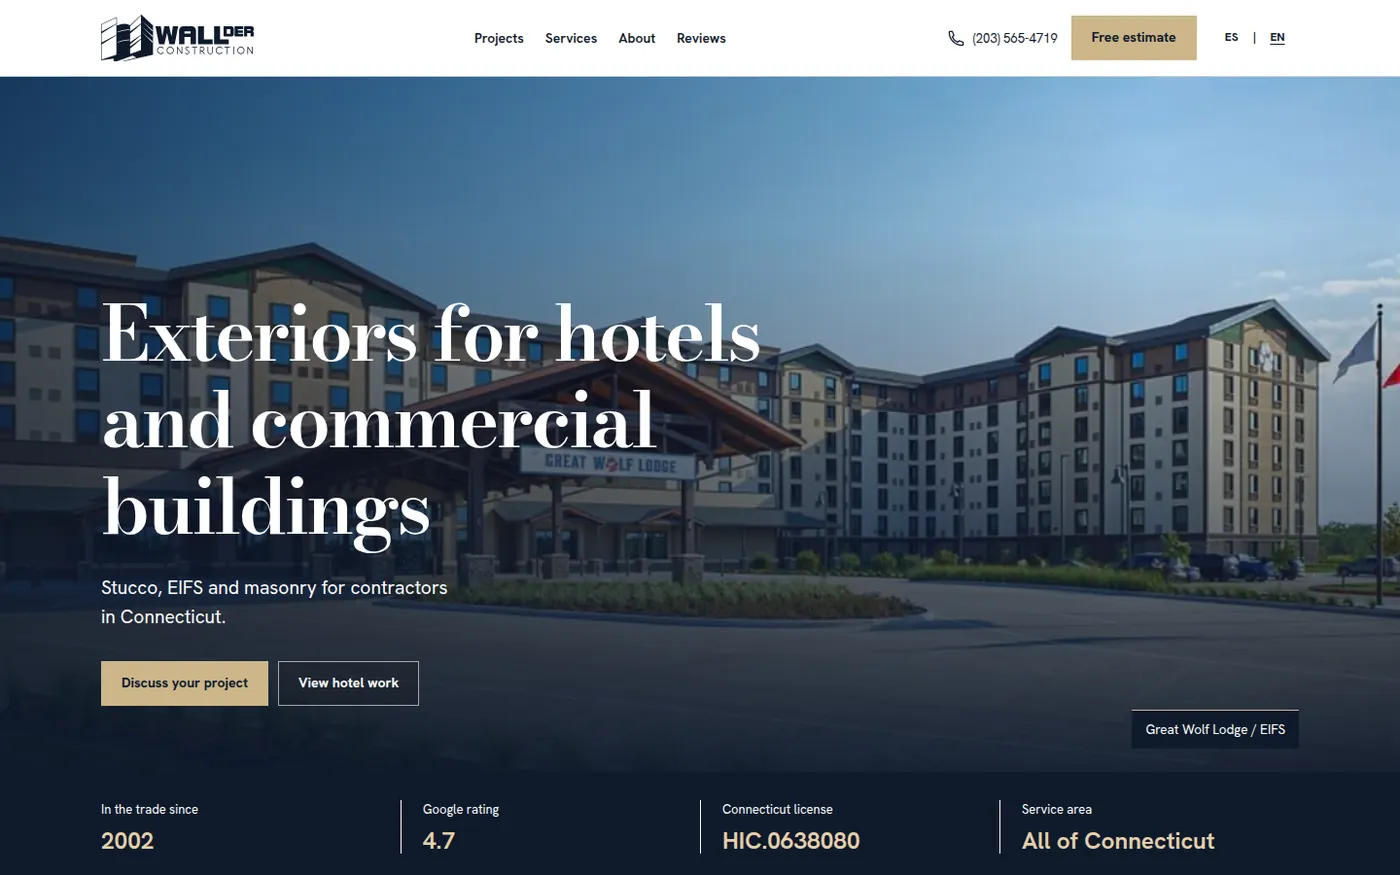 WALLDER
CONSTRUCTION
Projects
Services
About
Reviews
(203) 565-4719
Free estimate
ES | EN
Exteriors for hotels
and commercial
buildings
GREAT WOLF LODGE
Stucco, EIFS and masonry for contractors
in Connecticut.
Discuss your project
View hotel work
Great Wolf Lodge / EIFS
In the trade since
2002
Google rating
4.7
Connecticut license
HIC.0638080
Service area
All of Connecticut